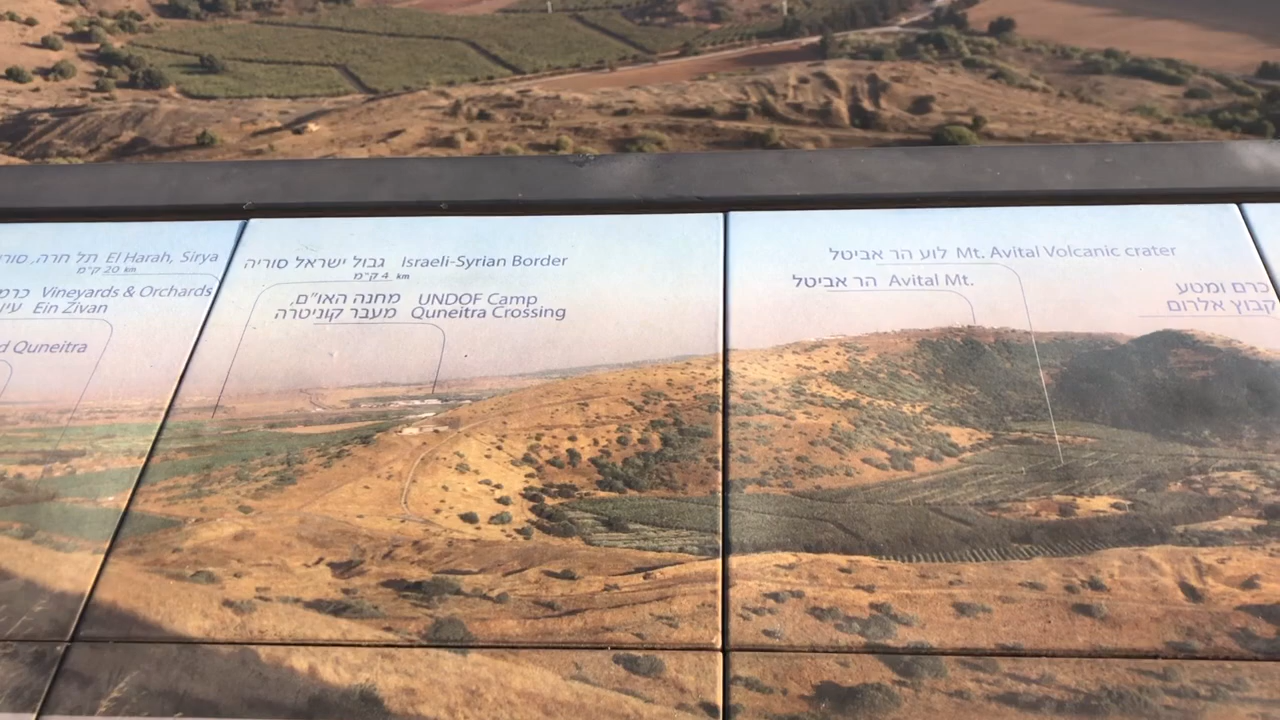 תל חרה, El Harah, Sirya
20 ק"מ km
Vineyards & Orchards
Ein Zivan
Quneitra
גבול ישראל סוריה Israeli-Syrian Border
4 ק"מ km
מחנה האו"ם, UNDOF Camp
מעבר קוניטרה Quneitra Crossing
לוע הר אביטל Mt. Avital Volcanic crater
הר אביטל Avital Mt.
כרם ומטע
קבוץ אלרום